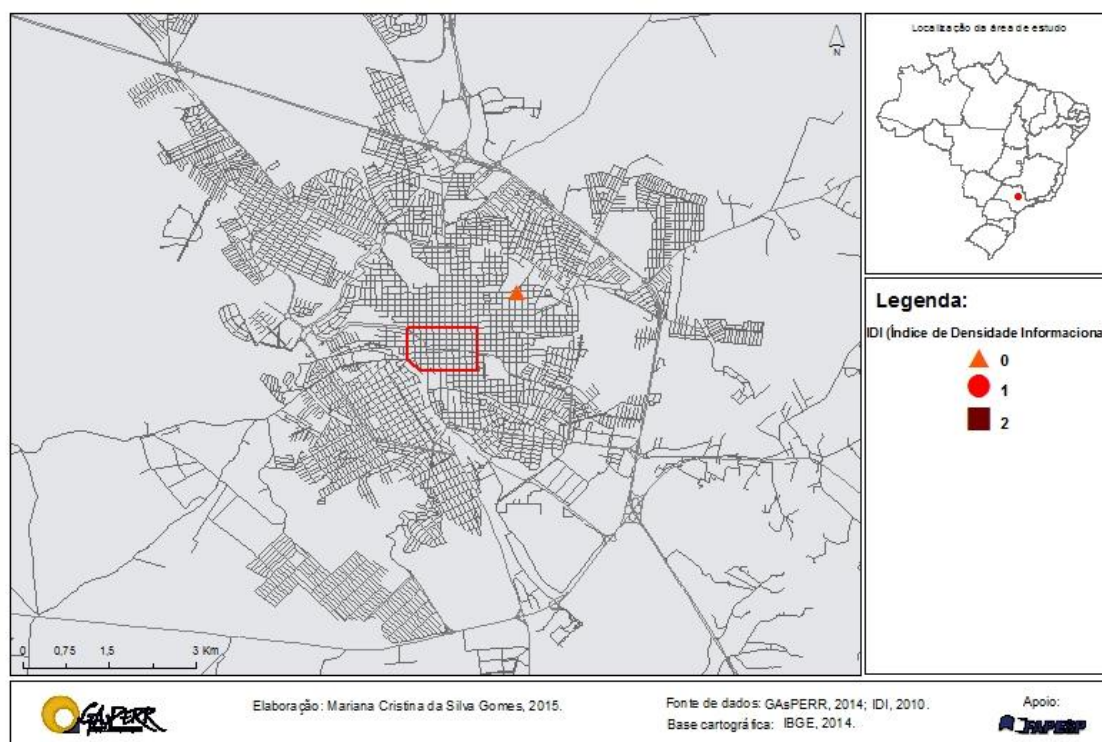 Localização da área de estudo
N
Legenda:
IDI (Índice de Densidade Informaciona
0
1
2
0 0,75 1,5 3 Km
GAsPERR
Elaboração: Mariana Cristina da Silva Gomes, 2015.
Fonte de dados: GAsPERR, 2014; IDI, 2010.
Base cartográfica: IBGE, 2014.
Apoio:
FAPESP